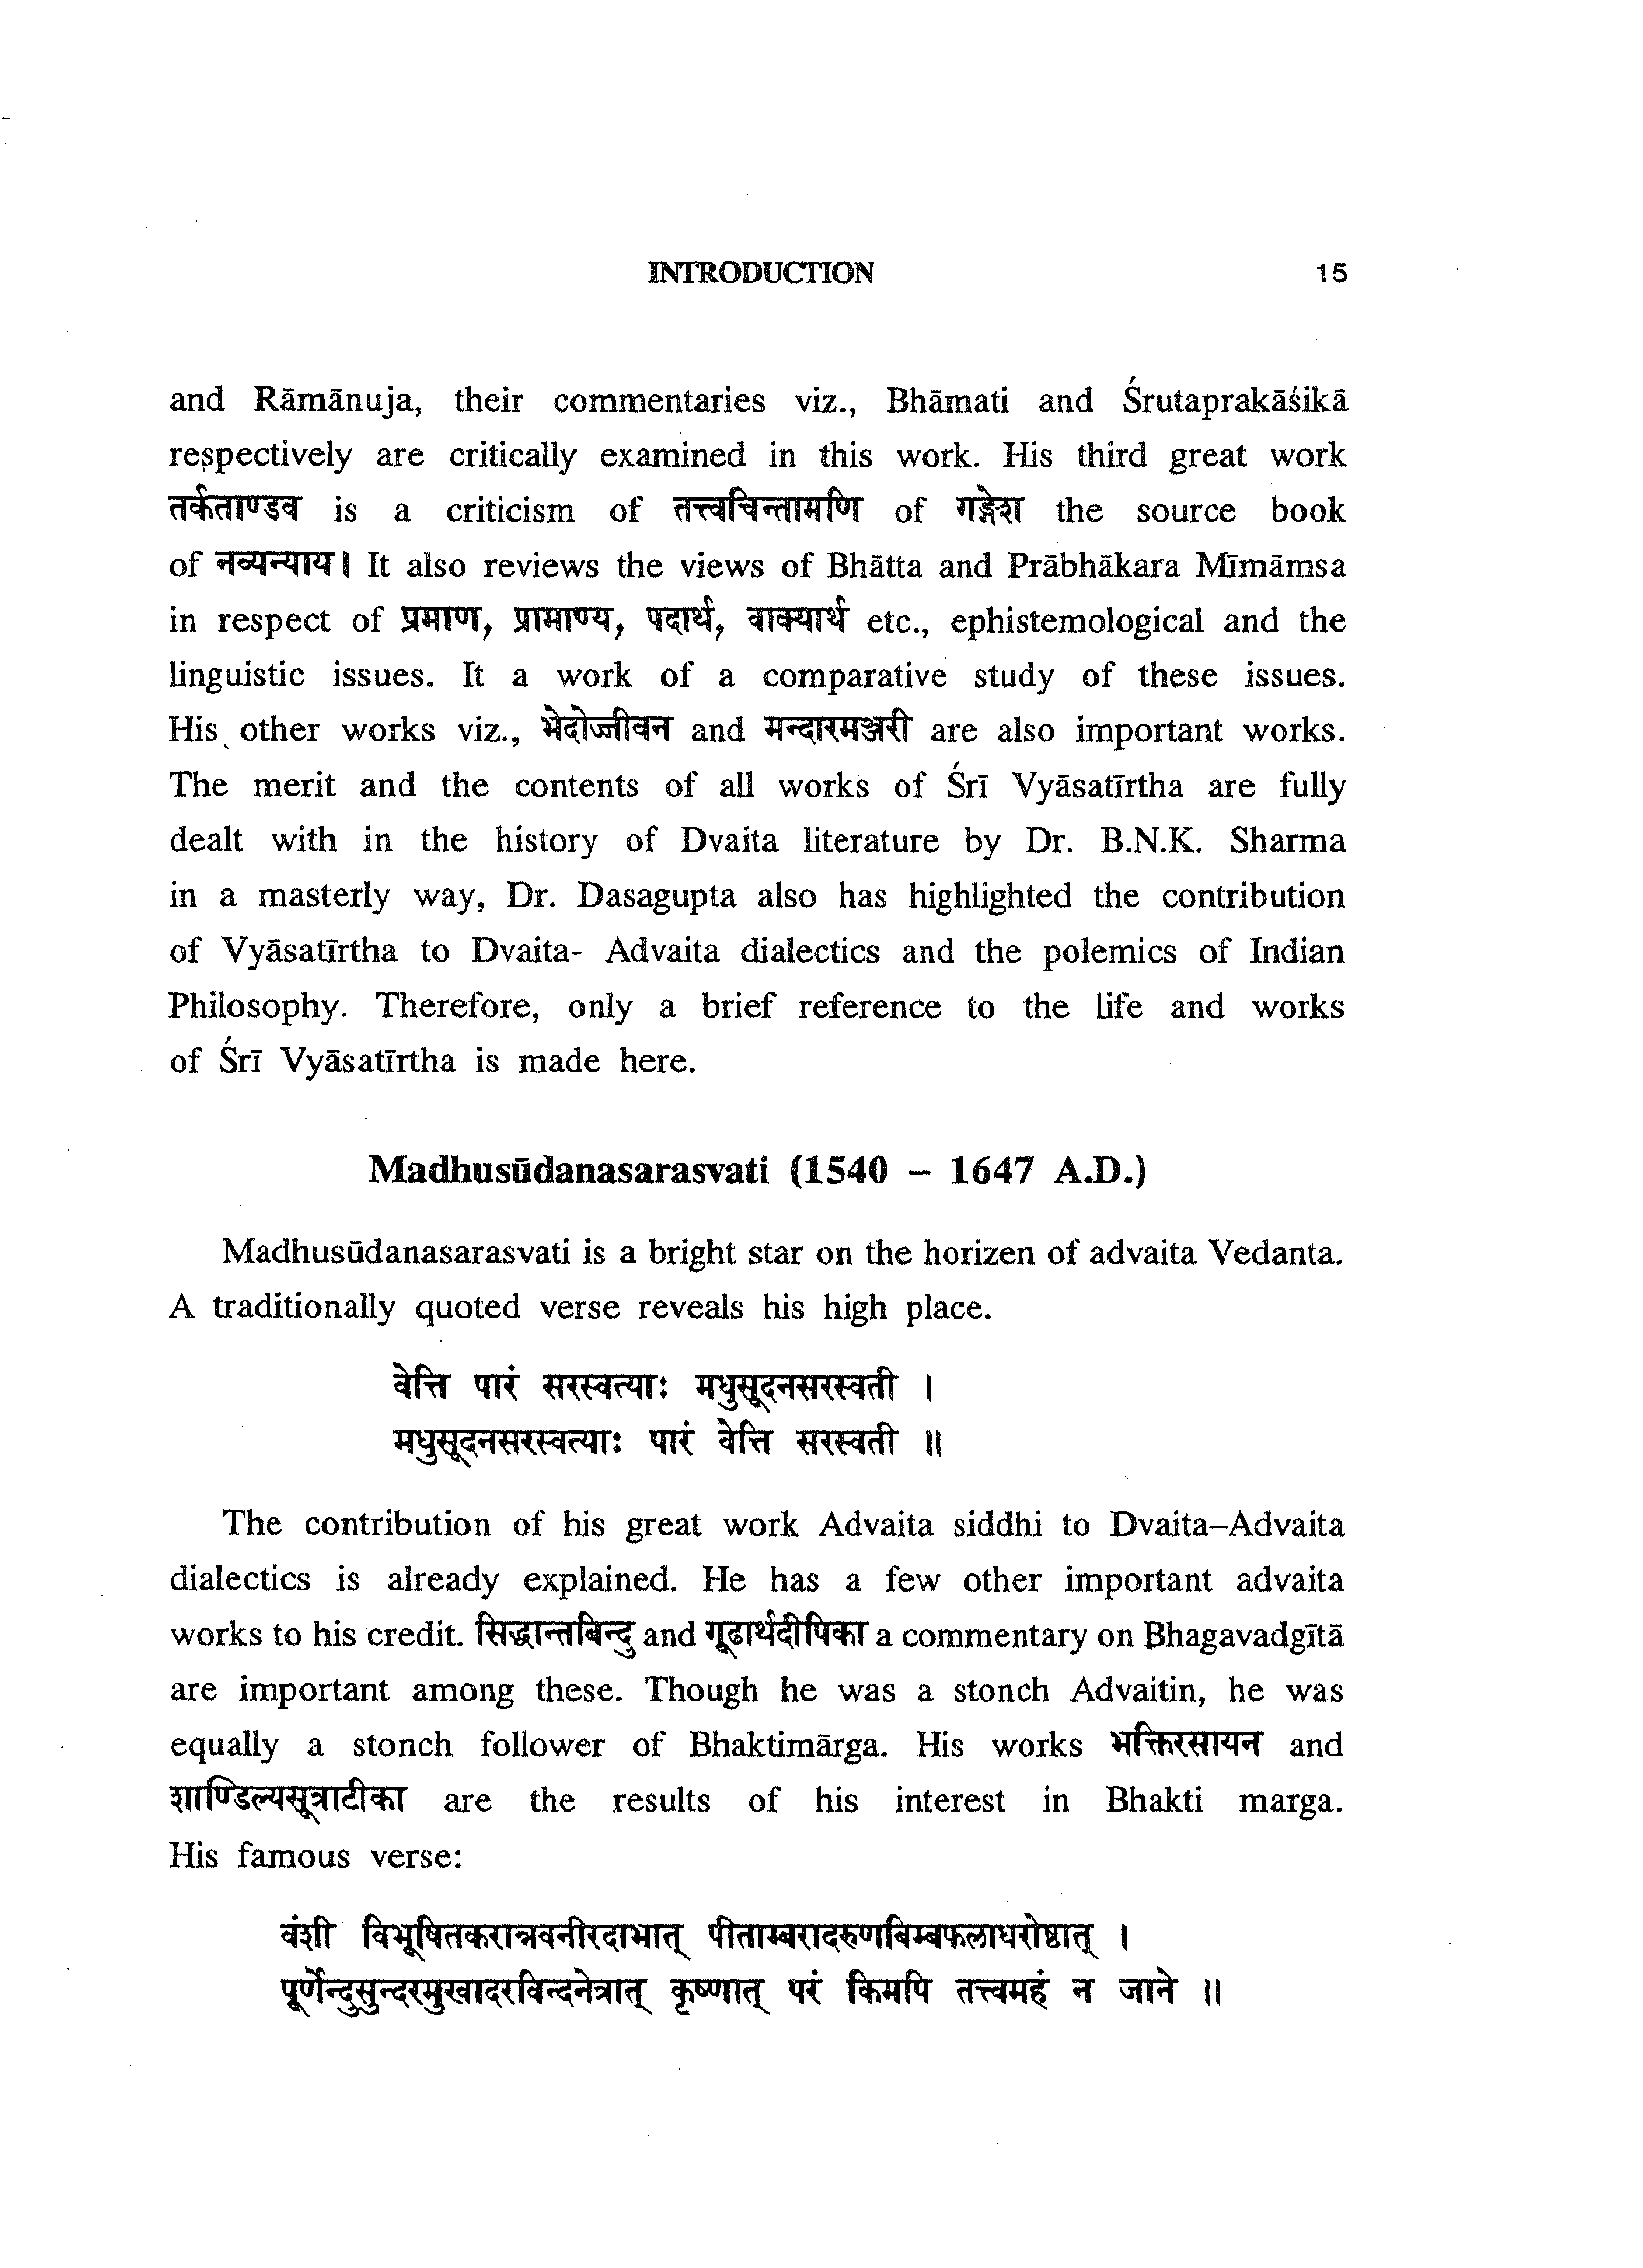 INTRODUCTION 15
and Rāmānuja, their commentaries viz., Bhāmati and Śrutaprakāśikā
respectively are critically examined in this work. His third great work
तर्कताण्डव is a criticism of तत्त्वचिन्तामणि of गङ्गेश the source book
of नव्यन्याय। It also reviews the views of Bhātta and Prābhākara Mīmāmsa
in respect of प्रमाण, प्रामाण्य, पदार्थ, वाक्यार्थ etc., ephistemological and the
linguistic issues. It a work of a comparative study of these issues.
His other works viz., भेदोज्जीवन and मन्दारमञ्जरी are also important works.
The merit and the contents of all works of Śrī Vyāsatīrtha are fully
dealt with in the history of Dvaita literature by Dr. B.N.K. Sharma
in a masterly way, Dr. Dasagupta also has highlighted the contribution
of Vyāsatīrtha to Dvaita- Advaita dialectics and the polemics of Indian
Philosophy. Therefore, only a brief reference to the life and works
of Śrī Vyāsatīrtha is made here.
Madhusūdanasarasvati (1540 – 1647 A.D.)
Madhusūdanasarasvati is a bright star on the horizen of advaita Vedanta.
A traditionally quoted verse reveals his high place.
वेत्ति पारं सरस्वत्याः मधुसूदनसरस्वती ।
मधुसूदनसरस्वत्याः पारं वेत्ति सरस्वती ॥
The contribution of his great work Advaita siddhi to Dvaita–Advaita
dialectics is already explained. He has a few other important advaita
works to his credit. सिद्धान्तबिन्दु and गूढार्थदीपिका a commentary on Bhagavadgītā
are important among these. Though he was a stonch Advaitin, he was
equally a stonch follower of Bhaktimārga. His works भक्तिरसायन and
शाण्डिल्यसूत्राटीका are the results of his interest in Bhakti marga.
His famous verse:
वंशी विभूषितकरान्नवनीरदाभात् पीताम्बरादरुणबिम्बफलाधरोष्ठात् ।
पूर्णेन्दुसुन्दरमुखादरविन्दनेत्रात् कृष्णात् परं किमपि तत्त्वमहं न जाने ॥